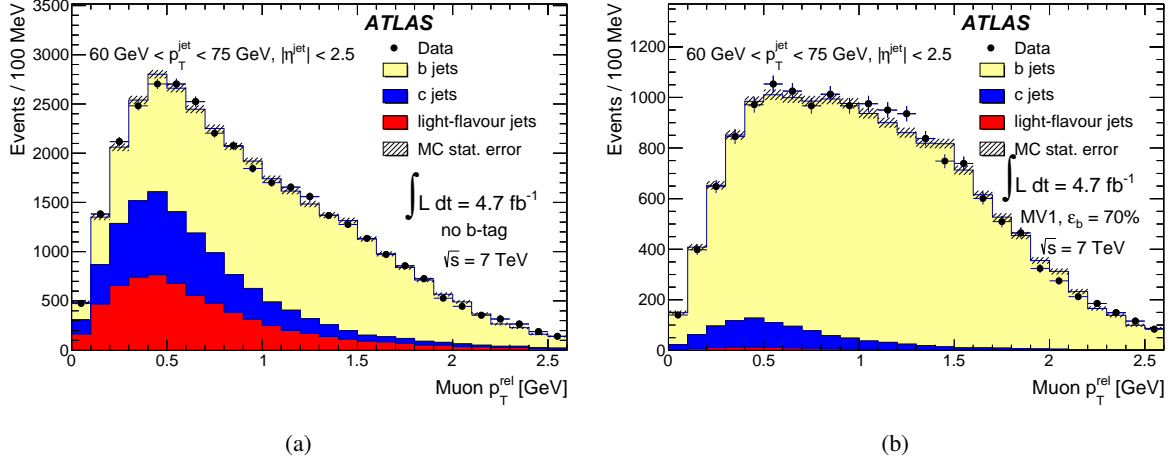 ATLAS
60 GeV < p_T^jet < 75 GeV, |η^jet| < 2.5
Data
b jets
c jets
light-flavour jets
MC stat. error
∫ L dt = 4.7 fb⁻¹
no b-tag
√s = 7 TeV
Events / 100 MeV
3500
3000
2500
2000
1500
1000
500
0
0 0.5 1 1.5 2 2.5
Muon p_T^rel [GeV]
(a)
ATLAS
60 GeV < p_T^jet < 75 GeV, |η^jet| < 2.5
Data
b jets
c jets
light-flavour jets
MC stat. error
∫ L dt = 4.7 fb⁻¹
MV1, ε_b = 70%
√s = 7 TeV
Events / 100 MeV
1200
1000
800
600
400
200
0
0 0.5 1 1.5 2 2.5
Muon p_T^rel [GeV]
(b)